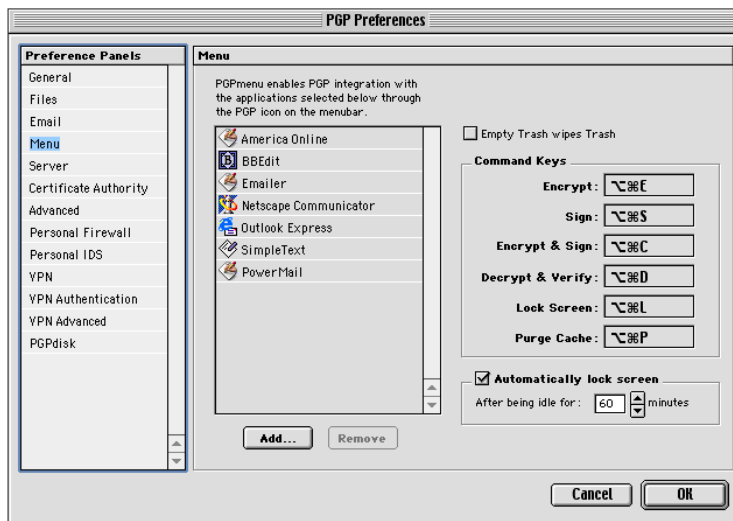 PGP Preferences
Preference Panels
General
Files
Email
Menu
Server
Certificate Authority
Advanced
Personal Firewall
Personal IDS
VPN
VPN Authentication
VPN Advanced
PGPdisk
Menu
PGPmenu enables PGP integration with
the applications selected below through
the PGP icon on the menubar.
America Online
BBEdit
Emailer
Netscape Communicator
Outlook Express
SimpleText
PowerMail
Add...
Remove
Empty Trash wipes Trash
Command Keys
Encrypt: ⌥⌘E
Sign: ⌥⌘S
Encrypt & Sign: ⌥⌘C
Decrypt & Verify: ⌥⌘D
Lock Screen: ⌥⌘L
Purge Cache: ⌥⌘P
Automatically lock screen
After being idle for: 60 minutes
Cancel
OK